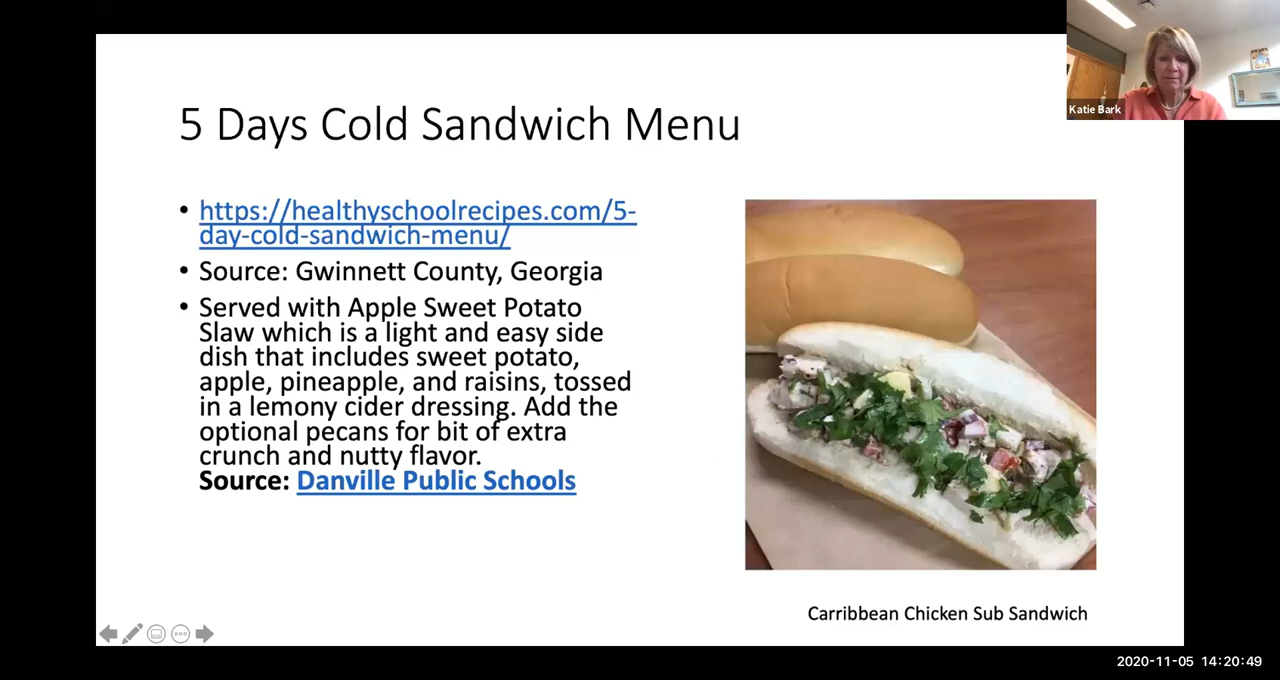 Katie Bark
5 Days Cold Sandwich Menu
• https://healthyschoolrecipes.com/5-
day-cold-sandwich-menu/
• Source: Gwinnett County, Georgia
• Served with Apple Sweet Potato
Slaw which is a light and easy side
dish that includes sweet potato,
apple, pineapple, and raisins, tossed
in a lemony cider dressing. Add the
optional pecans for bit of extra
crunch and nutty flavor.
Source: Danville Public Schools
Carribbean Chicken Sub Sandwich
2020-11-05 14:20:49